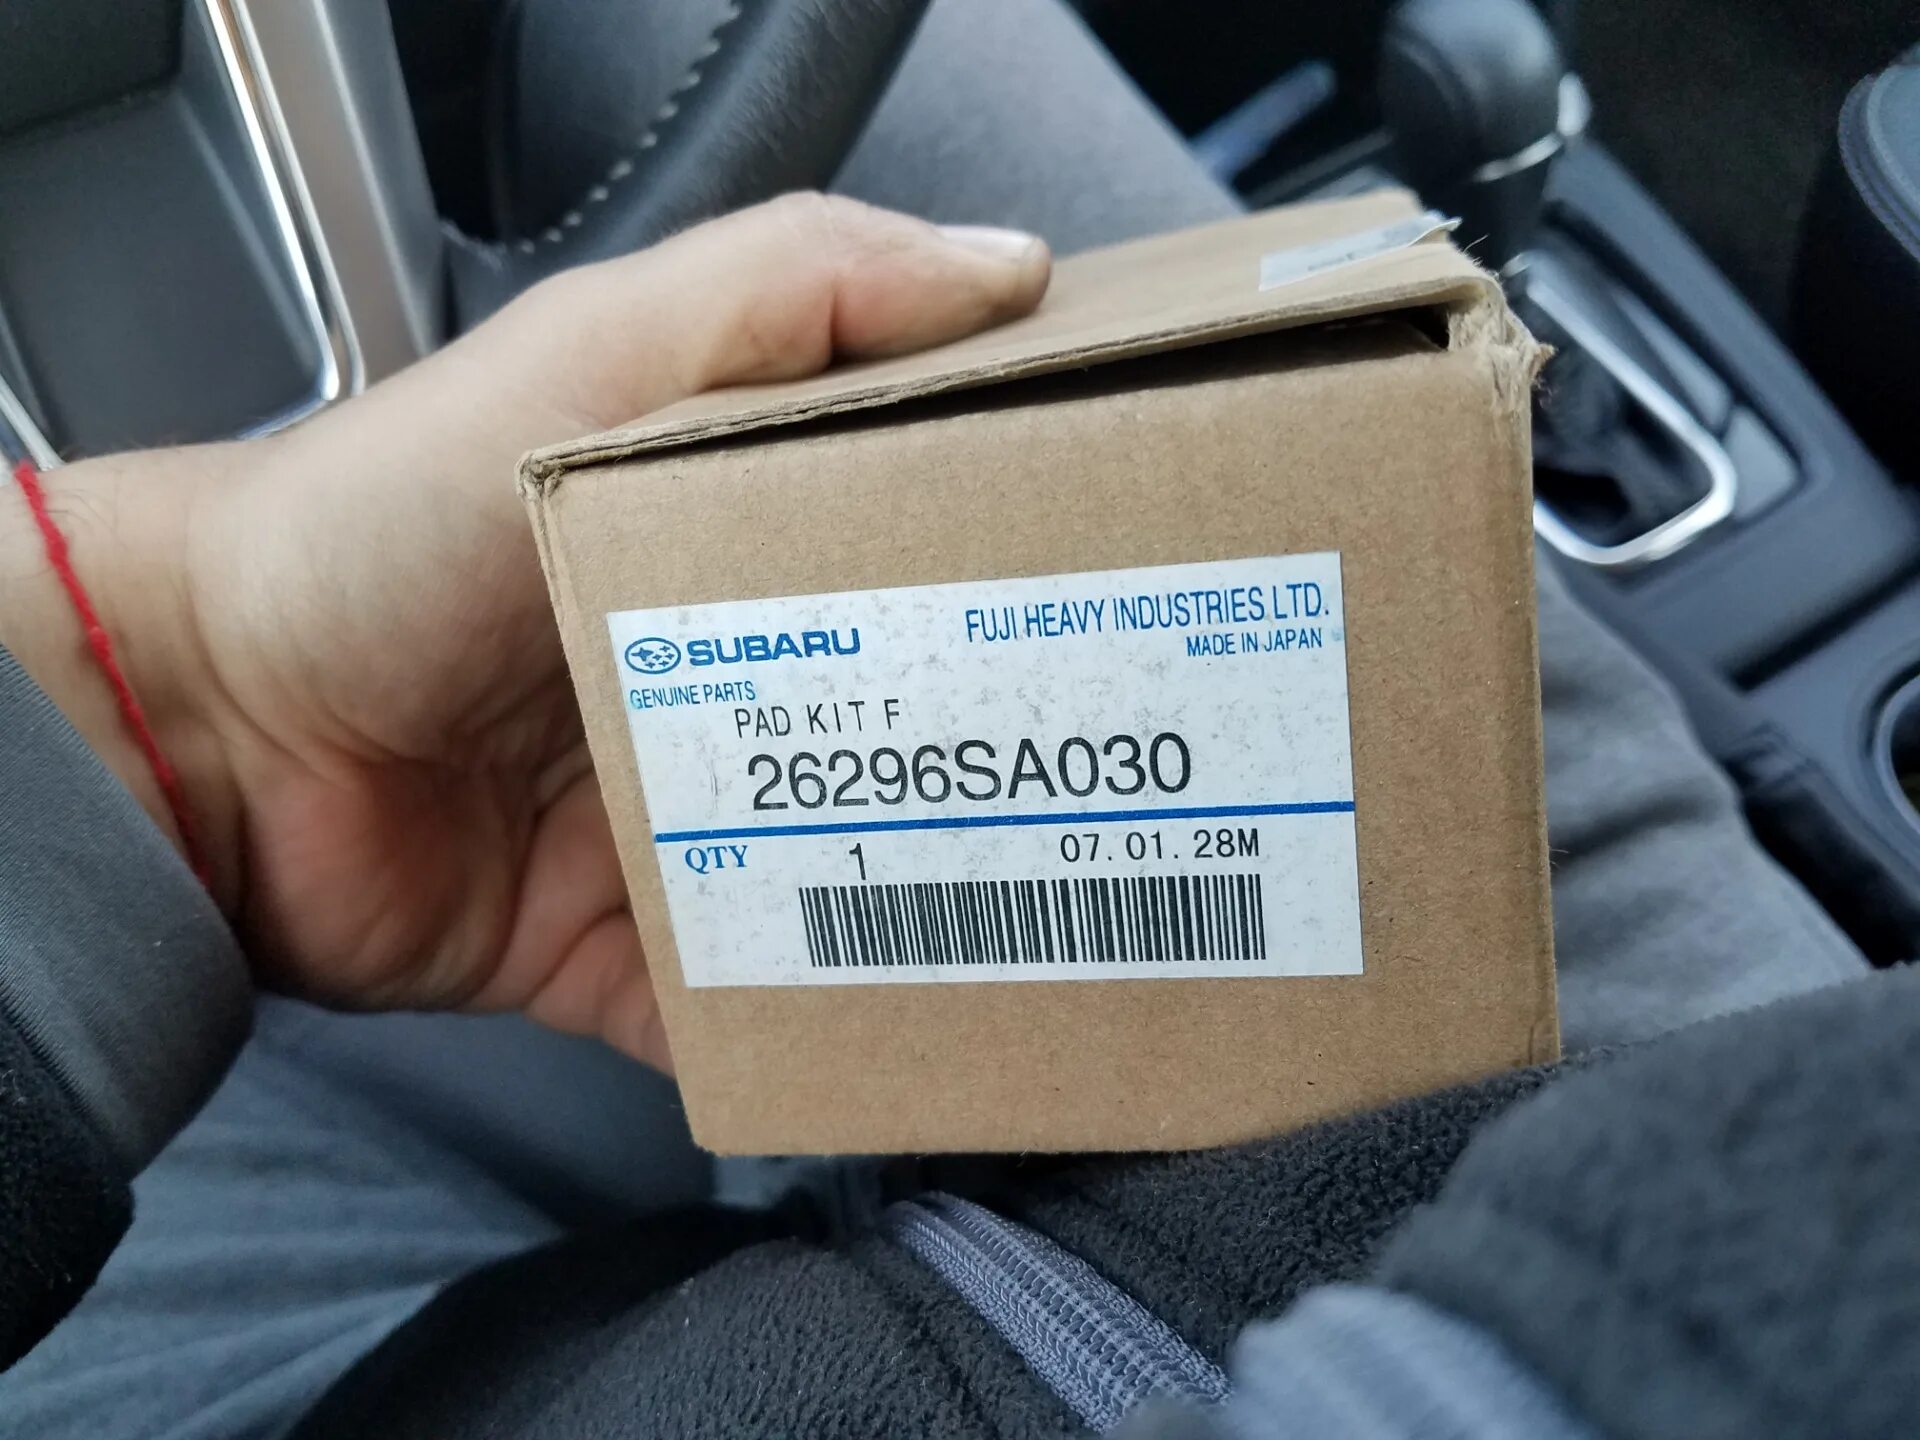 SUBARU
FUJI HEAVY INDUSTRIES LTD.
MADE IN JAPAN
GENUINE PARTS
PAD KIT F
26296SA030
QTY 1 07.01.28M